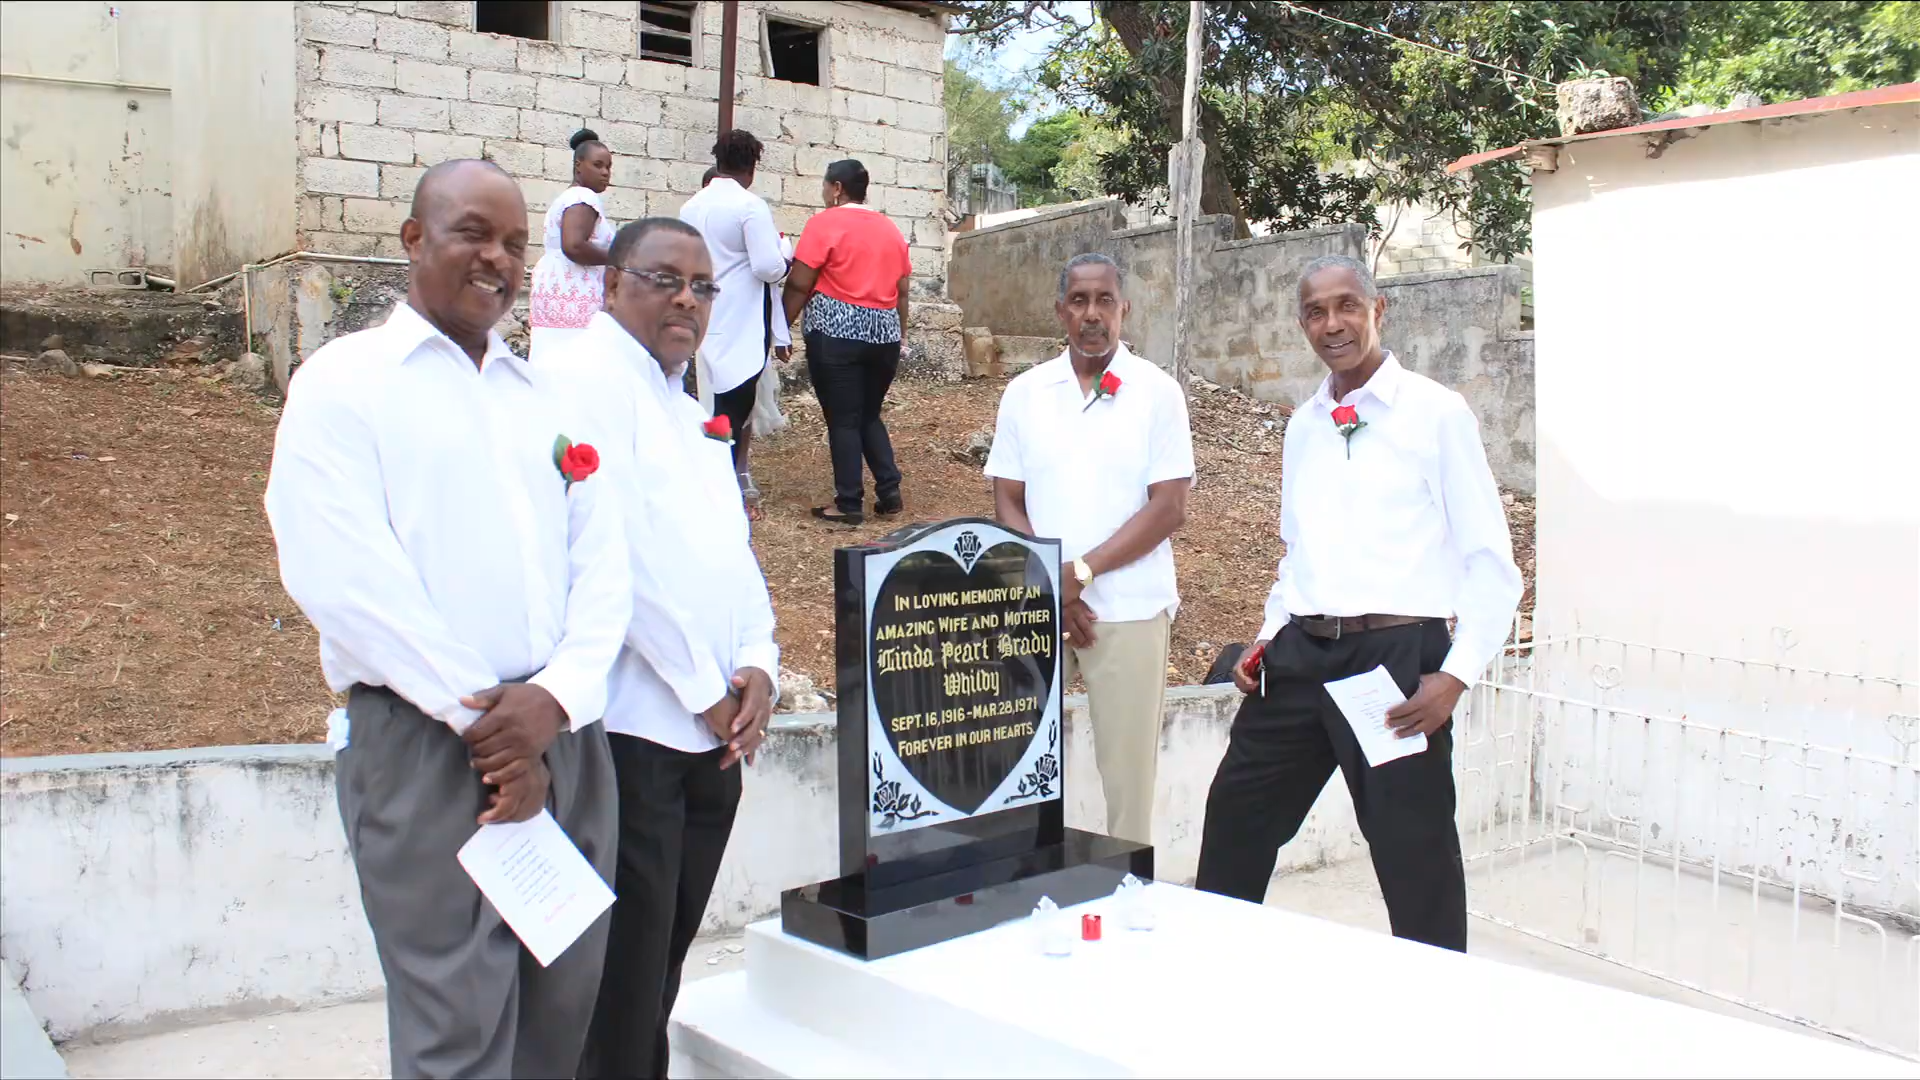 IN LOVING MEMORY OF AN
AMAZING WIFE AND MOTHER
Linda Peart Brady
Whilby
SEPT. 16, 1916 - MAR. 28, 1971
FOREVER IN OUR HEARTS.